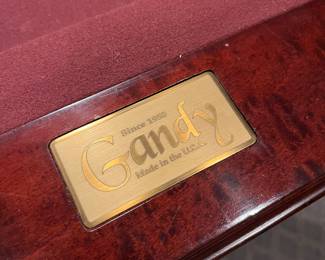 Since 1950
Gandy
Made in the U.S.A.